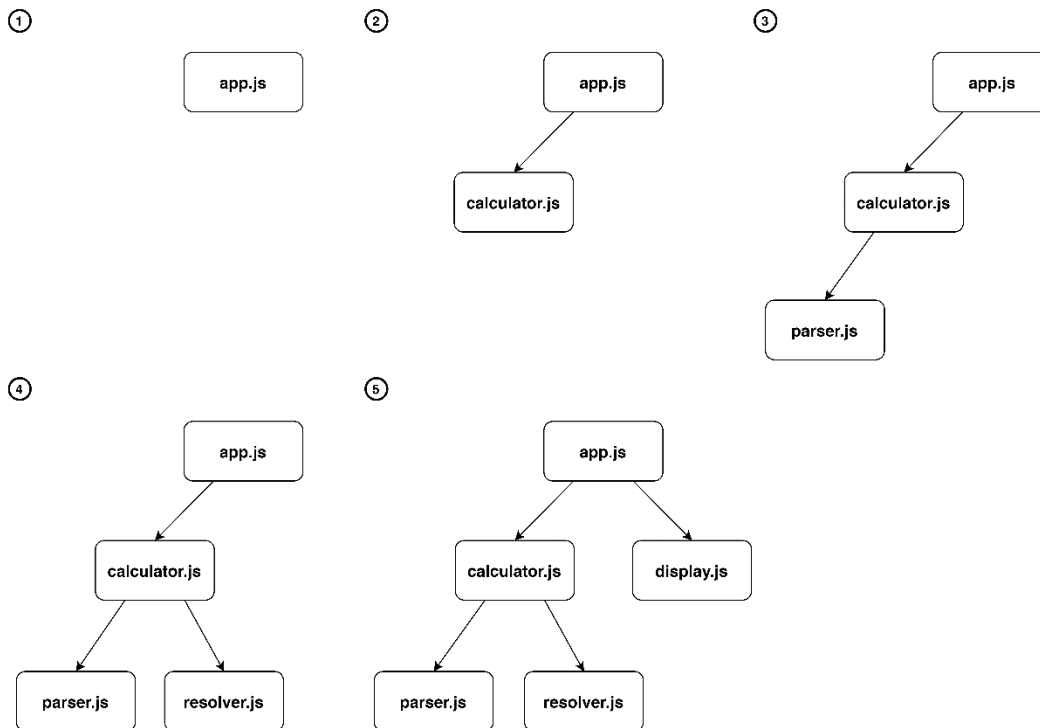 1
app.js
2
app.js
calculator.js
3
app.js
calculator.js
parser.js
4
app.js
calculator.js
parser.js
resolver.js
5
app.js
calculator.js
display.js
parser.js
resolver.js